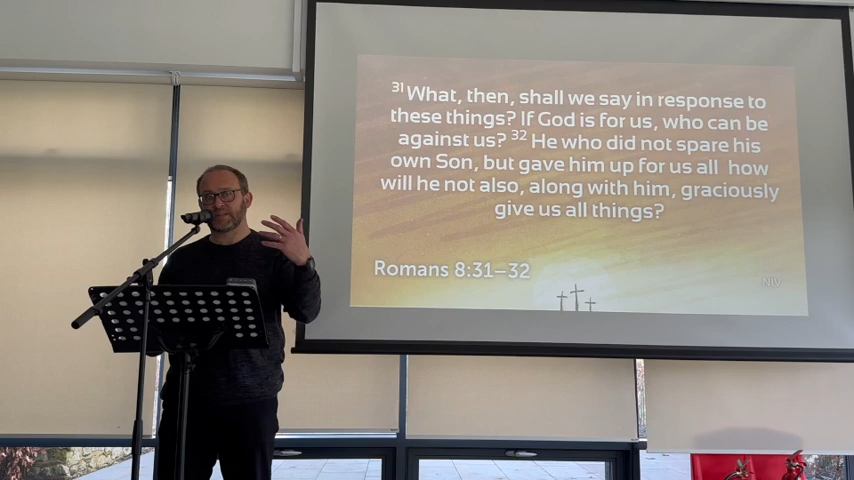 31 What, then, shall we say in response to
these things? If God is for us, who can be
against us? 32 He who did not spare his
own Son, but gave him up for us all how
will he not also, along with him, graciously
give us all things?
Romans 8:31–32
NIV